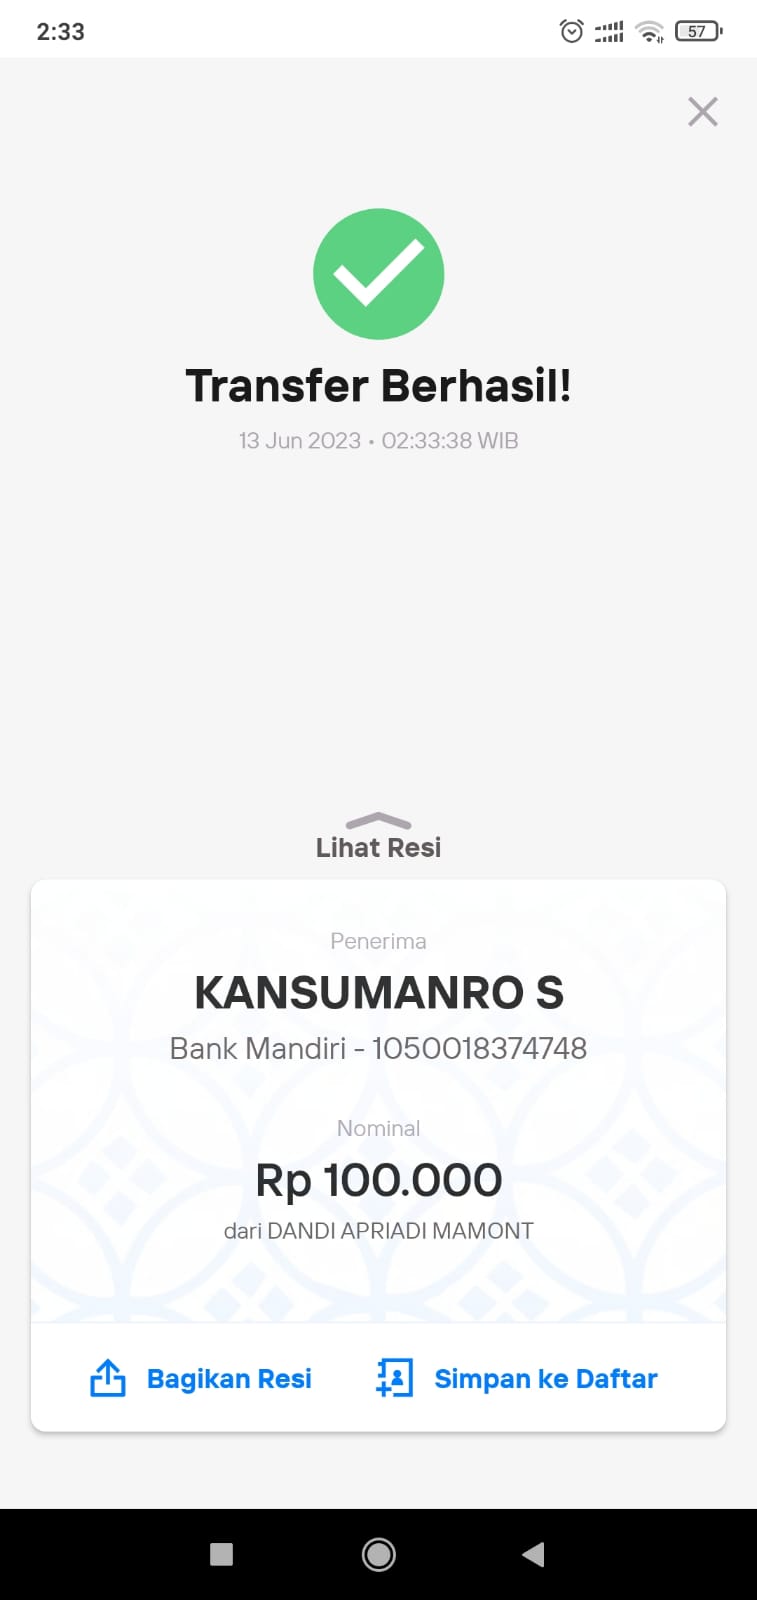 2:33
57
Transfer Berhasil!
13 Jun 2023 • 02:33:38 WIB
Lihat Resi
Penerima
KANSUMANRO S
Bank Mandiri - 1050018374748
Nominal
Rp 100.000
dari DANDI APRIADI MAMONT
Bagikan Resi
Simpan ke Daftar